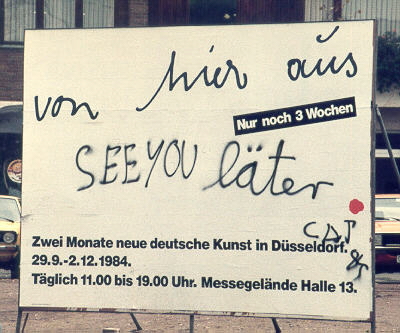 von hier aus
Nur noch 3 Wochen
SEE YOU läter
Zwei Monate neue deutsche Kunst in Düsseldorf.
29.9.-2.12.1984.
Täglich 11.00 bis 19.00 Uhr. Messegelände Halle 13.